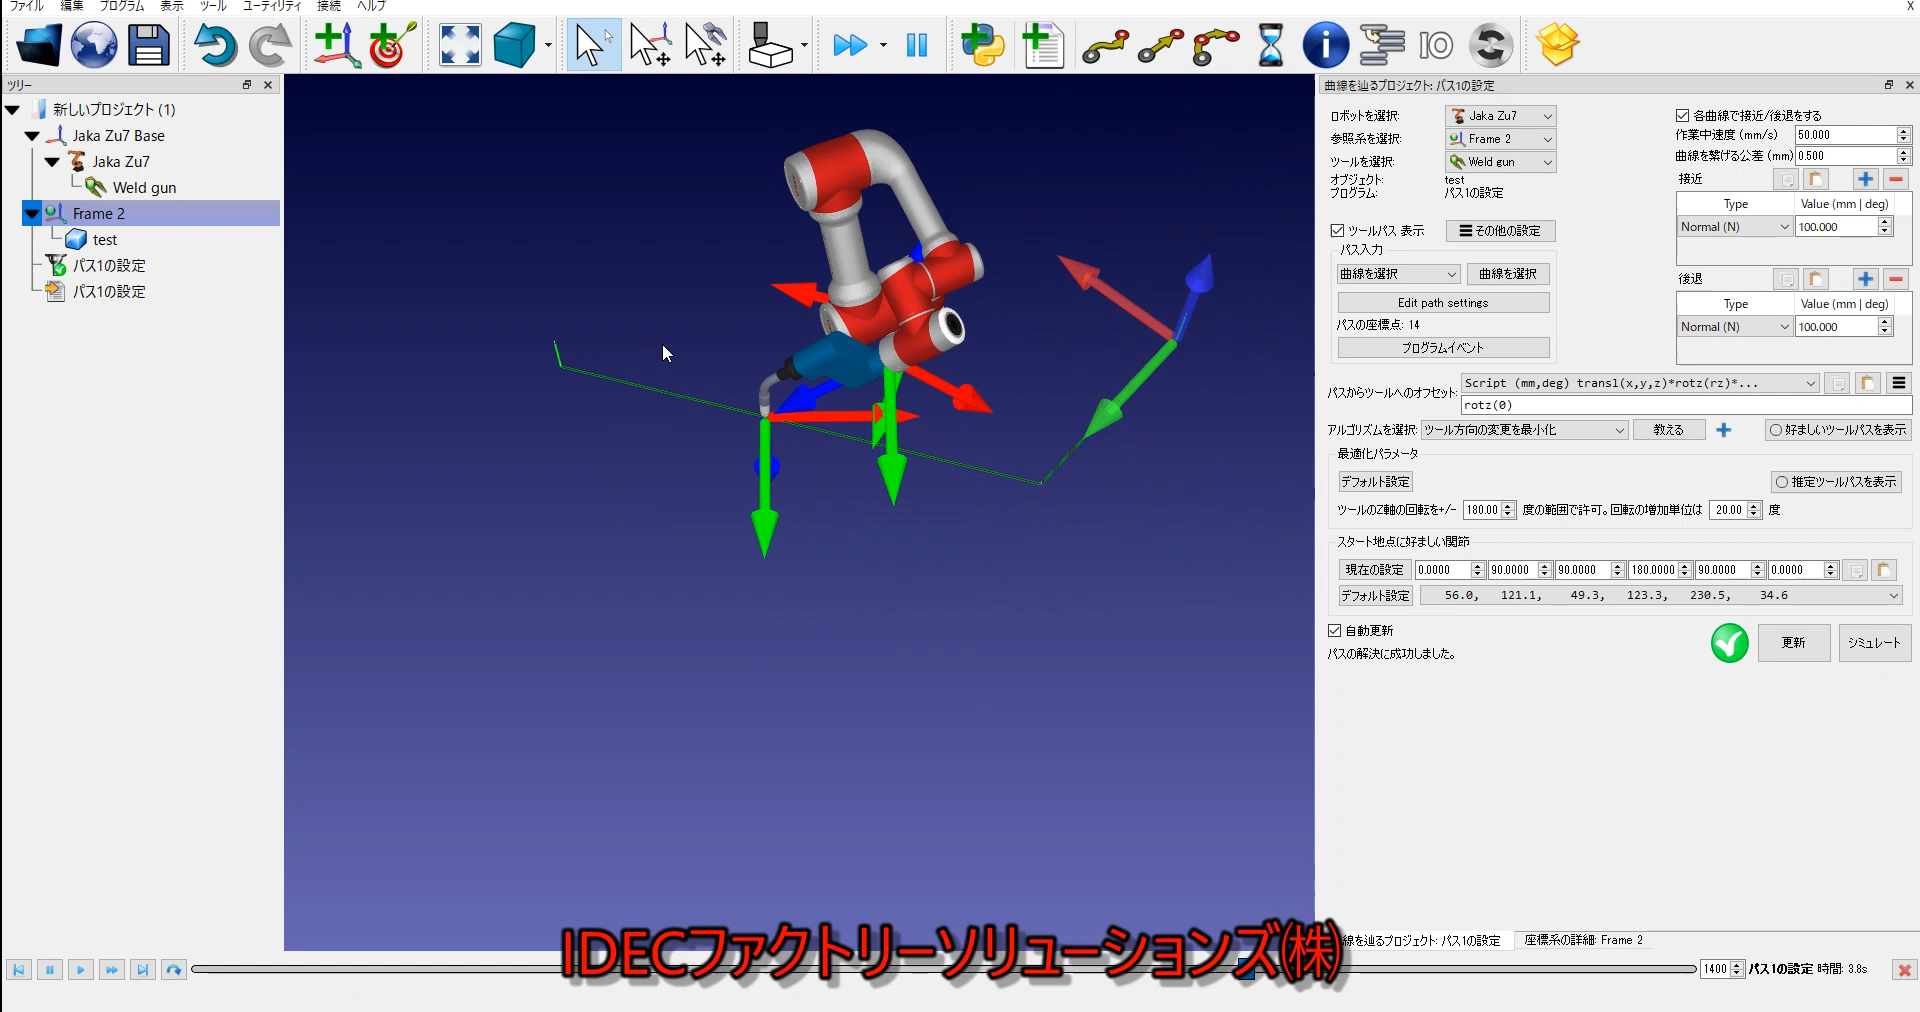 ファイル 編集 プログラム 表示 ツール ユーティリティ 接続 ヘルプ X
IO
ツリー
新しいプロジェクト (1)
Jaka Zu7 Base
Jaka Zu7
Weld gun
Frame 2
test
パス1の設定
パス1の設定
曲線を辿るプロジェクト: パス1の設定
ロボットを選択: Jaka Zu7
参照系を選択: Frame 2
ツールを選択: Weld gun
オブジェクト: test
プログラム: パス1の設定
ツールパス 表示 その他の設定
パス入力
曲線を選択 曲線を選択
Edit path settings
パスの座標点: 14
プログラムイベント
各曲線で接近/後退をする
作業中速度 (mm/s) 50.000
曲線を繋げる公差 (mm) 0.500
接近
Type Value (mm | deg)
Normal (N) 100.000
後退
Type Value (mm | deg)
Normal (N) 100.000
パスからツールへのオフセット: Script (mm,deg) transl(x,y,z)*rotz(rz)*...
rotz(0)
アルゴリズムを選択: ツール方向の変更を最小化 教える 好ましいツールパスを表示
最適化パラメータ
デフォルト設定 推定ツールパスを表示
ツールのZ軸の回転を+/- 180.00 度の範囲で許可。回転の増加単位は 20.00 度
スタート地点に好ましい関節
現在の設定 0.0000 90.0000 90.0000 180.0000 90.0000 0.0000
デフォルト設定 56.0, 121.1, 49.3, 123.3, 230.5, 34.6
自動更新
パスの解決に成功しました。
更新 シミュレート
IDECファクトリーソリューションズ㈱
線を辿るプロジェクト: パス1の設定 座標系の詳細: Frame 2
1400 パス1の設定 時間: 3.8s